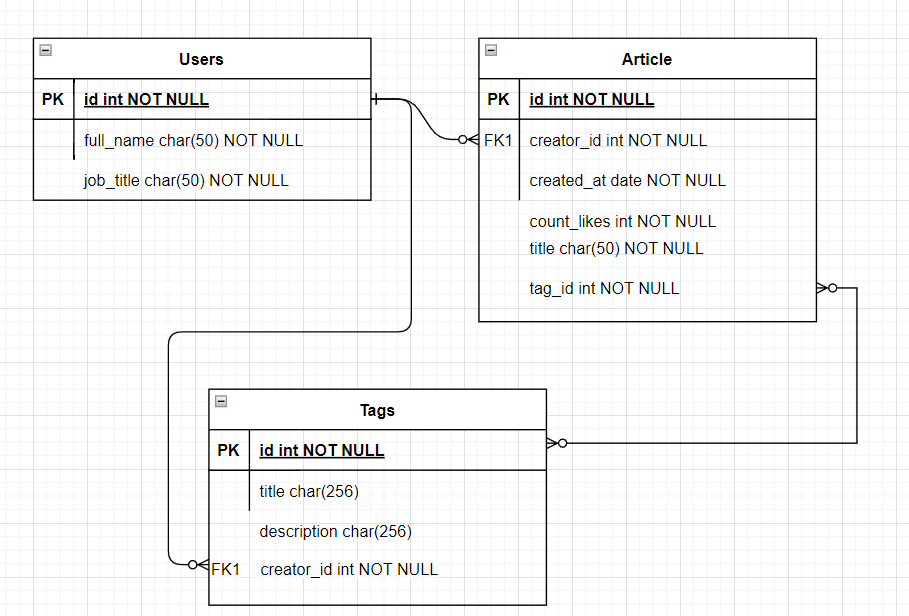 Users
PK id int NOT NULL
full_name char(50) NOT NULL
job_title char(50) NOT NULL
Article
PK id int NOT NULL
FK1 creator_id int NOT NULL
created_at date NOT NULL
count_likes int NOT NULL
title char(50) NOT NULL
tag_id int NOT NULL
Tags
PK id int NOT NULL
title char(256)
description char(256)
FK1 creator_id int NOT NULL